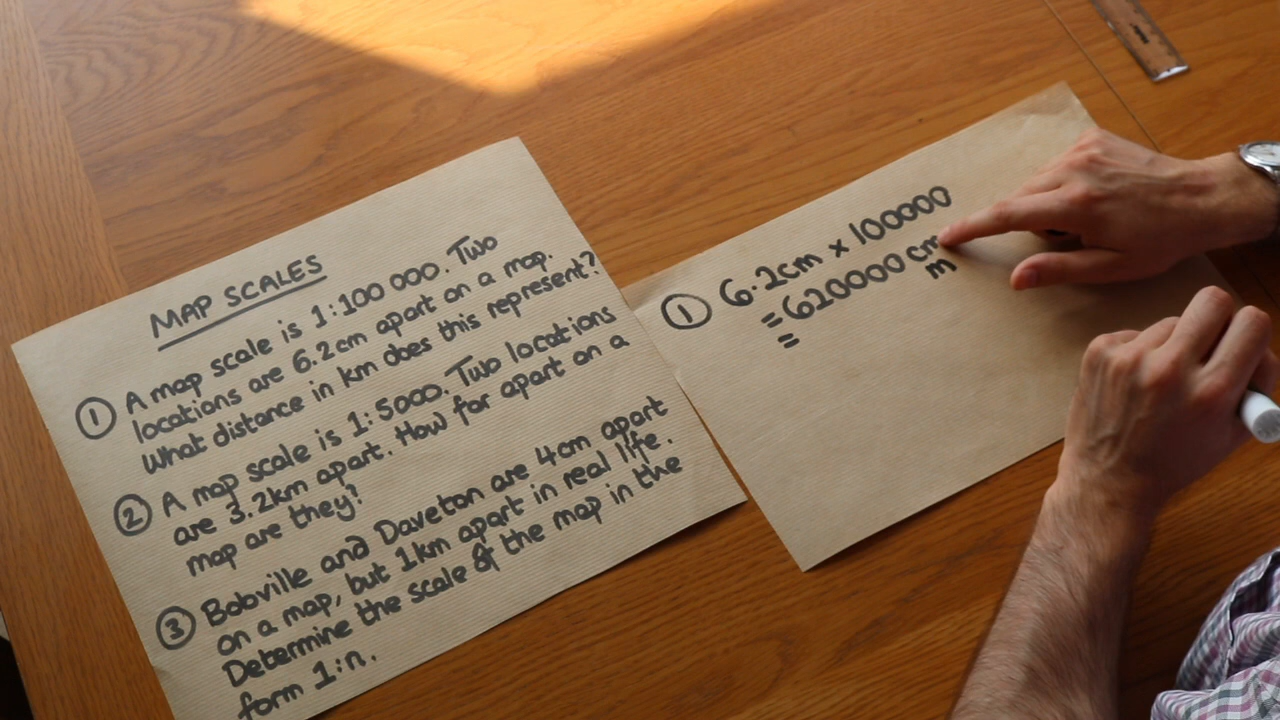 MAP SCALES
① A map scale is 1:100 000. Two
locations are 6.2cm apart on a map.
What distance in km does this represent?
② A map scale is 1:5000. Two locations
are 3.2km apart. How far apart on a
map are they?
③ Bobville and Daveton are 4cm apart
on a map, but 1km apart in real life.
Determine the scale of the map in the
form 1:n.
① 6.2cm × 100000
= 620000 cm
= m